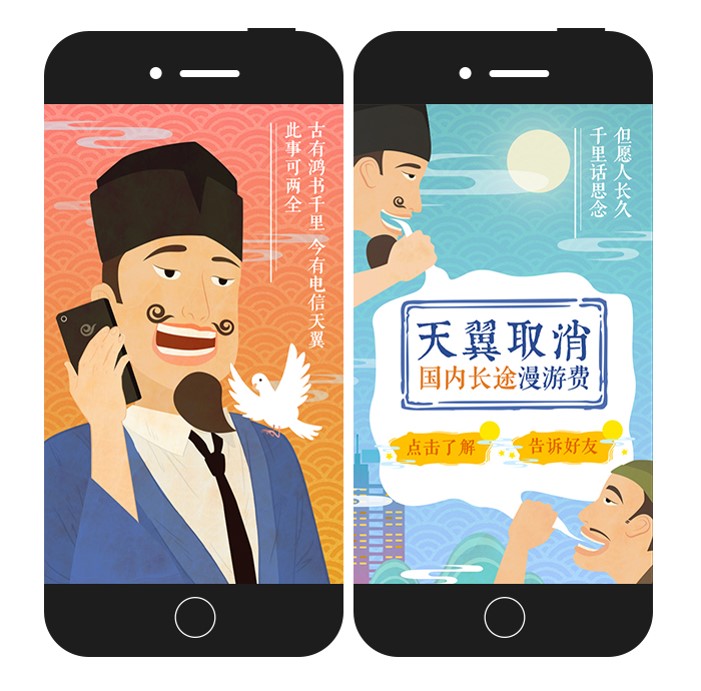 古有鸿书千里 今有电信天翼
此事可两全
但愿人长久
千里话思念
天翼取消
国内长途漫游费
点击了解
告诉好友